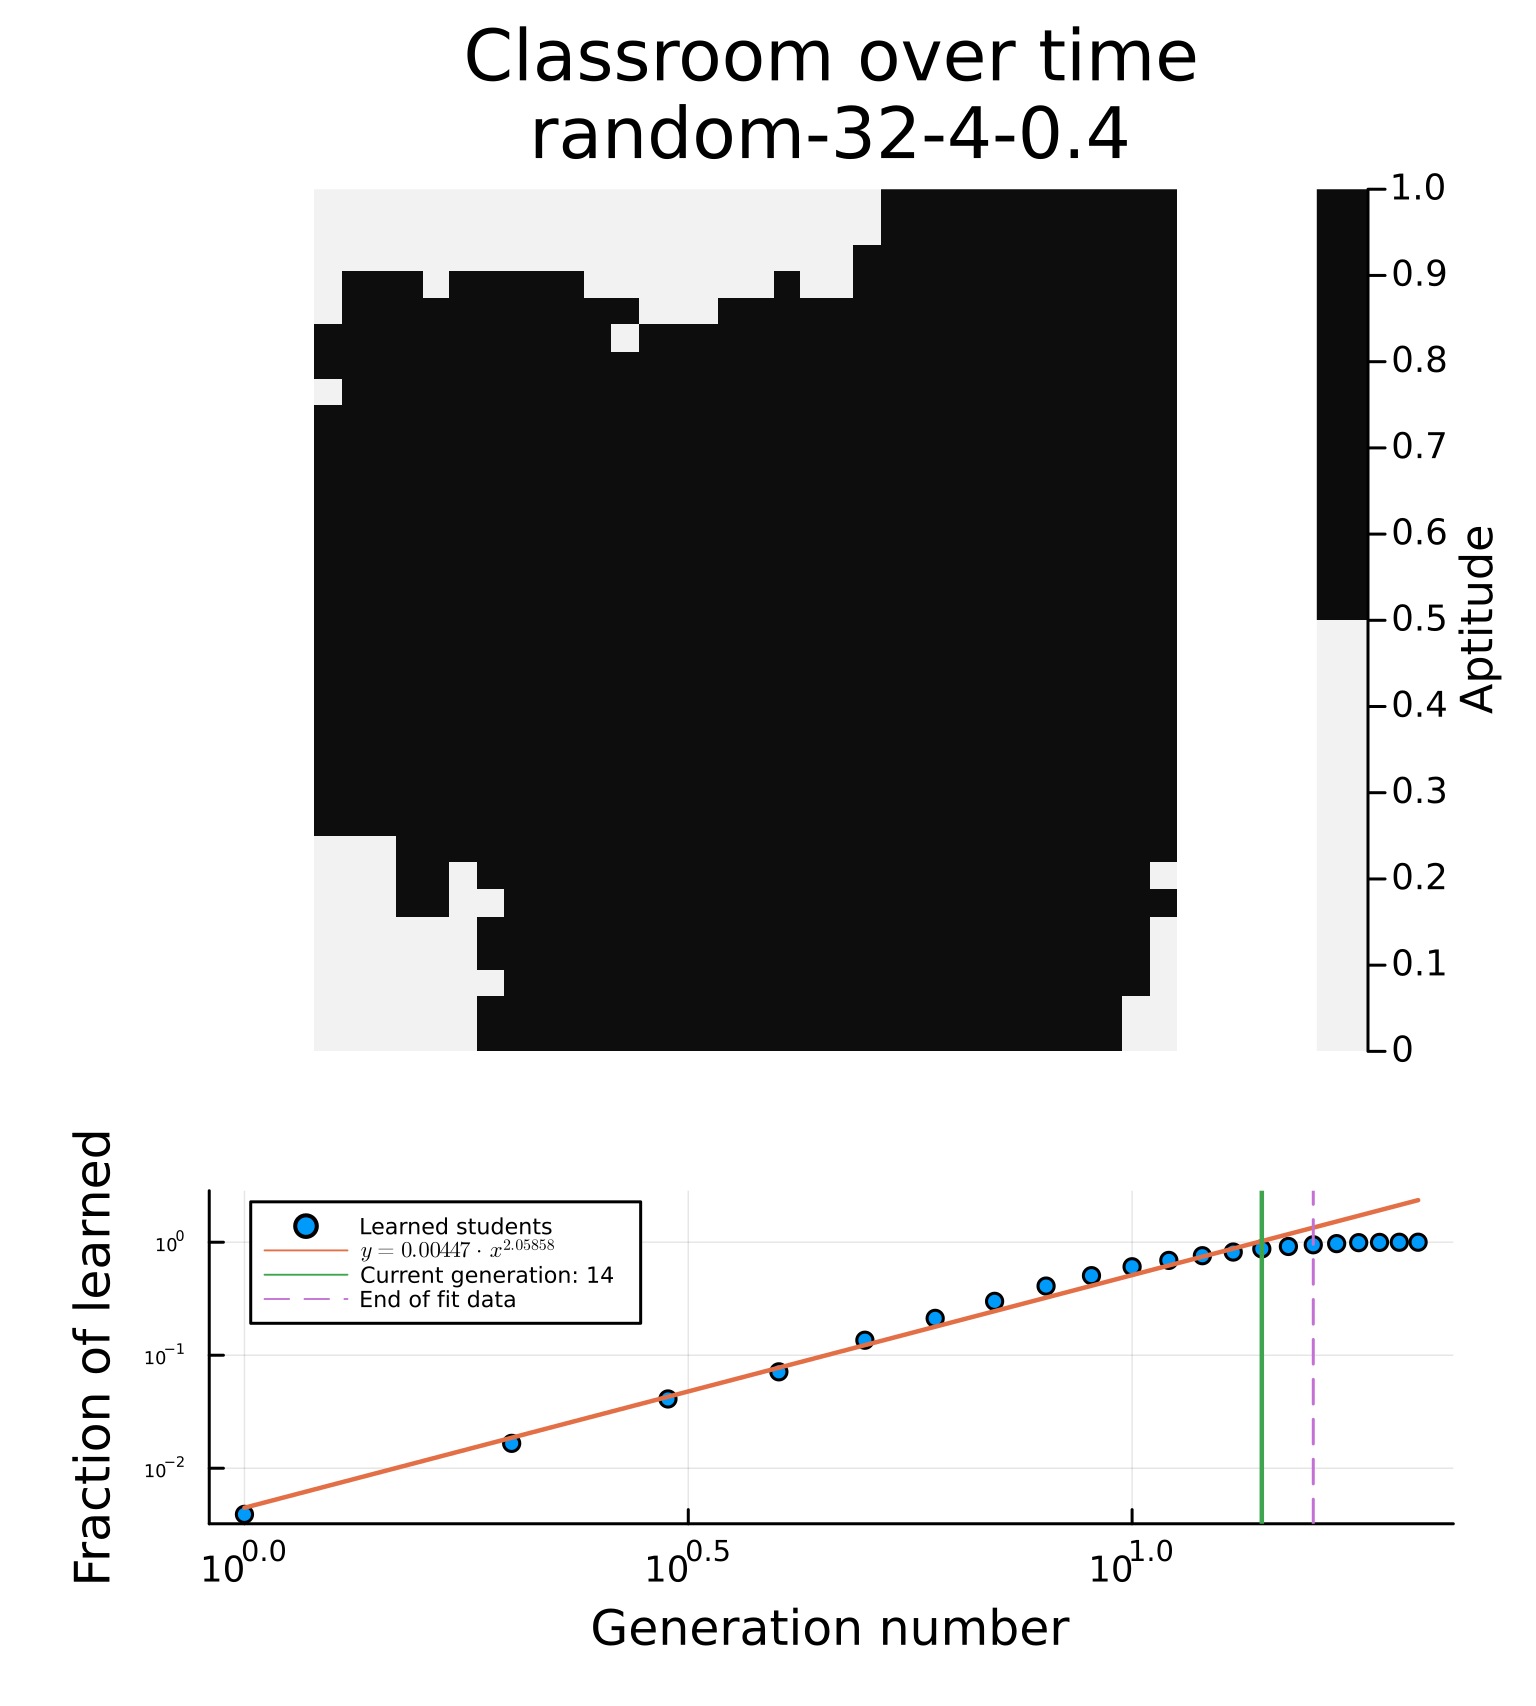 Classroom over time
random-32-4-0.4
1.0
0.9
0.8
0.7
0.6
0.5
0.4
0.3
0.2
0.1
0
Aptitude
Fraction of learned
10⁰
10⁻¹
10⁻²
Learned students
y = 0.00447 · x^{2.05858}
Current generation: 14
End of fit data
10^{0.0} 10^{0.5} 10^{1.0}
Generation number